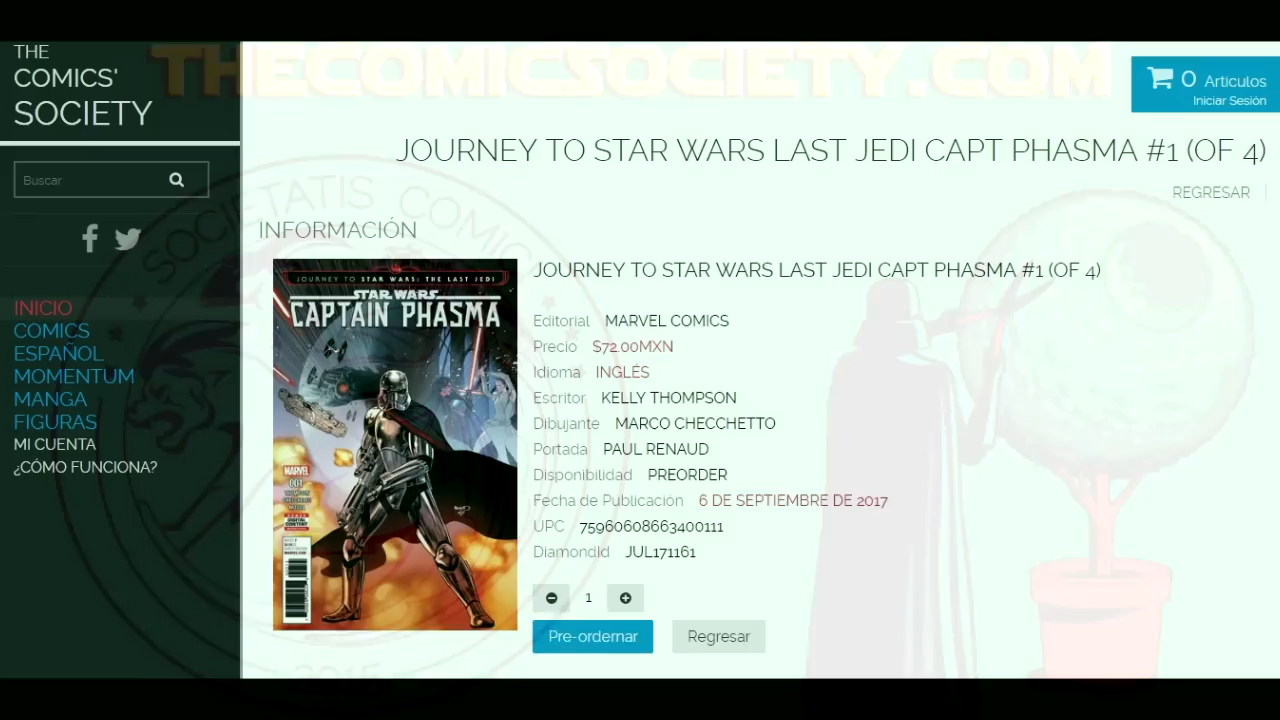 THECOMICSOCIETY.COM
THE
COMICS'
SOCIETY
Buscar
INICIO
COMICS
ESPAÑOL
MOMENTUM
MANGA
FIGURAS
MI CUENTA
¿CÓMO FUNCIONA?
0 Articulos
Iniciar Sesión
JOURNEY TO STAR WARS LAST JEDI CAPT PHASMA #1 (OF 4)
REGRESAR
SOCIETATIS COMIC
INFORMACIÓN
JOURNEY TO STAR WARS: THE LAST JEDI
STAR WARS
CAPTAIN PHASMA
MARVEL
001
JOURNEY TO STAR WARS LAST JEDI CAPT PHASMA #1 (OF 4)
Editorial MARVEL COMICS
Precio $72.00MXN
Idioma INGLÉS
Escritor KELLY THOMPSON
Dibujante MARCO CHECCHETTO
Portada PAUL RENAUD
Disponibilidad PREORDER
Fecha de Publicación 6 DE SEPTIEMBRE DE 2017
UPC 75960608663400111
DiamondId JUL171161
1
Pre-ordernar Regresar
2015